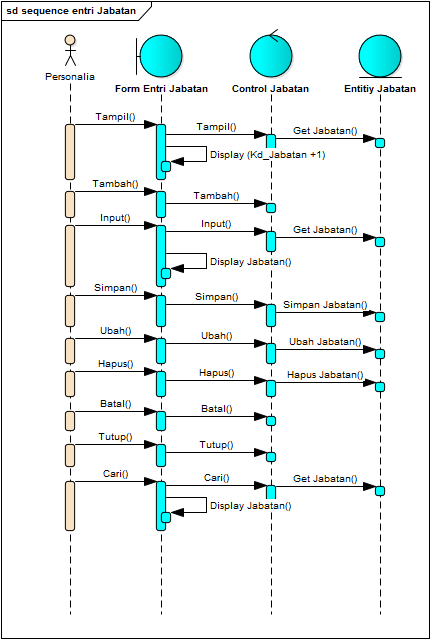 sd sequence entri Jabatan
Personalia
Form Entri Jabatan
Control Jabatan
Entitiy Jabatan
Tampil()
Tampil()
Get Jabatan()
Display (Kd_Jabatan +1)
Tambah()
Tambah()
Input()
Input()
Get Jabatan()
Display Jabatan()
Simpan()
Simpan()
Simpan Jabatan()
Ubah()
Ubah()
Ubah Jabatan()
Hapus()
Hapus()
Hapus Jabatan()
Batal()
Batal()
Tutup()
Tutup()
Cari()
Cari()
Get Jabatan()
Display Jabatan()